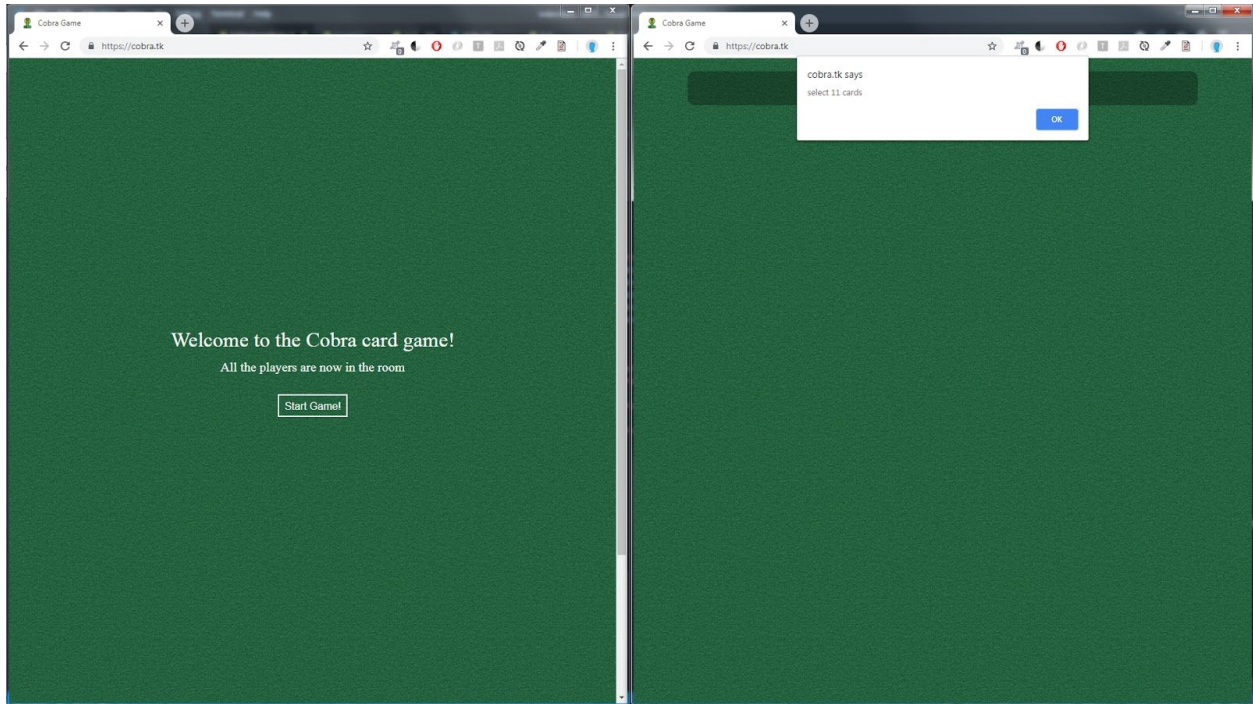 Cobra Game
https://cobra.tk
Welcome to the Cobra card game!
All the players are now in the room
Start Game!
Cobra Game
https://cobra.tk
cobra.tk says
select 11 cards
OK